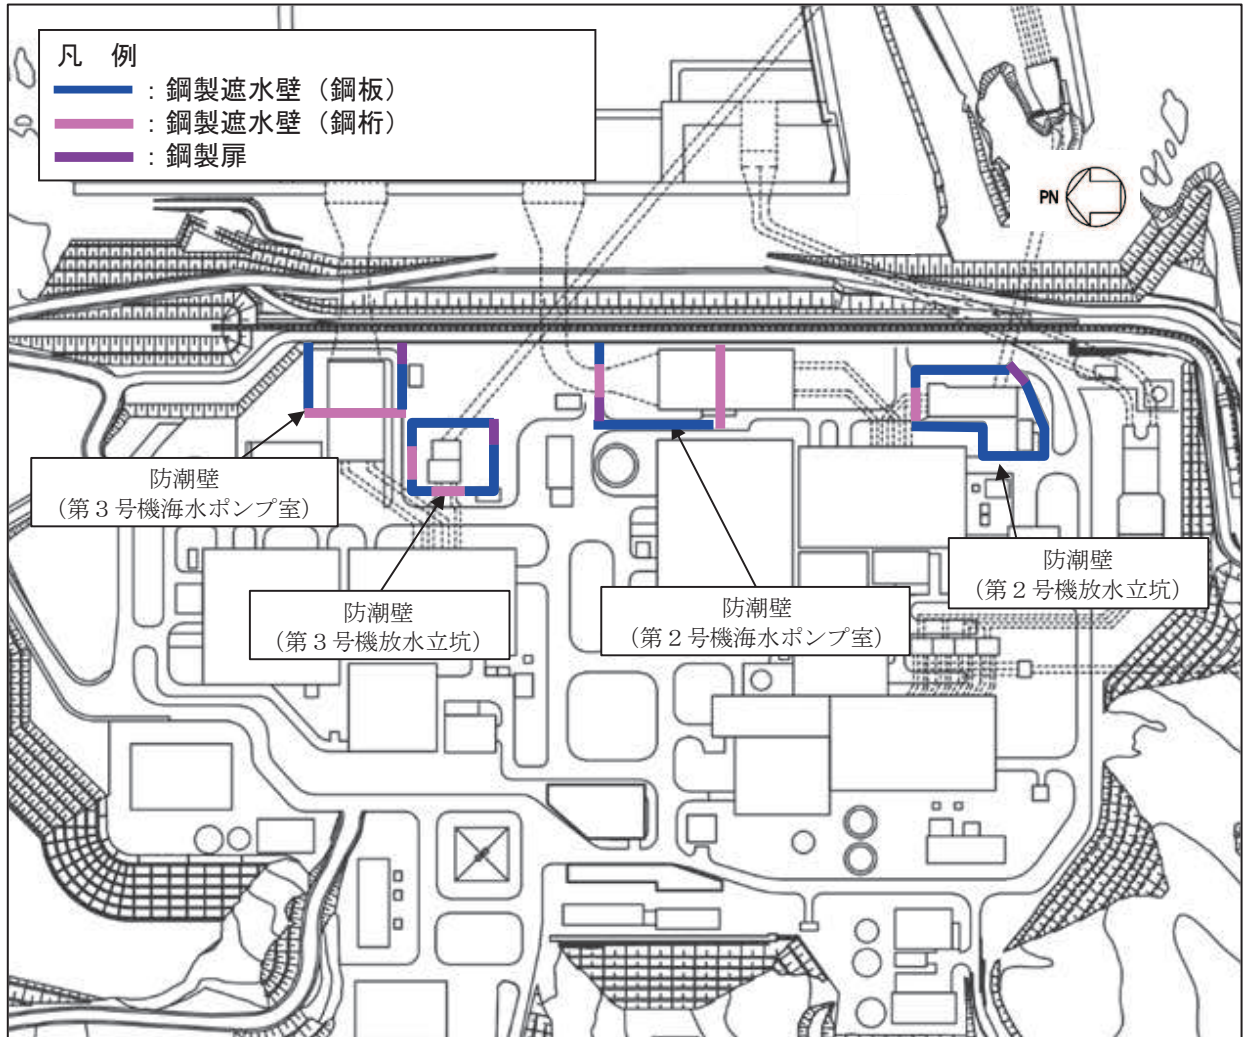 凡　例
：鋼製遮水壁（鋼板）
：鋼製遮水壁（鋼桁）
：鋼製扉
PN
防潮壁
（第３号機海水ポンプ室）
防潮壁
（第３号機放水立坑）
防潮壁
（第２号機海水ポンプ室）
防潮壁
（第２号機放水立坑）